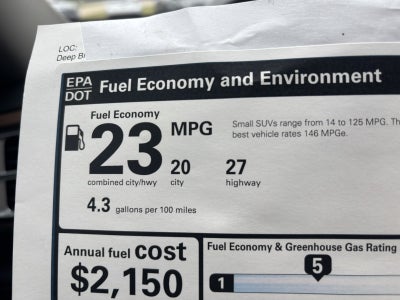 LOC:
Deep B
EPA
DOT
Fuel Economy and Environment
Fuel Economy
23 MPG
Small SUVs range from 14 to 125 MPG. Th
best vehicle rates 146 MPGe.
20
27
combined city/hwy
city
highway
4.3 gallons per 100 miles
Annual fuel cost
$2,150
Fuel Economy & Greenhouse Gas Rating
5
1